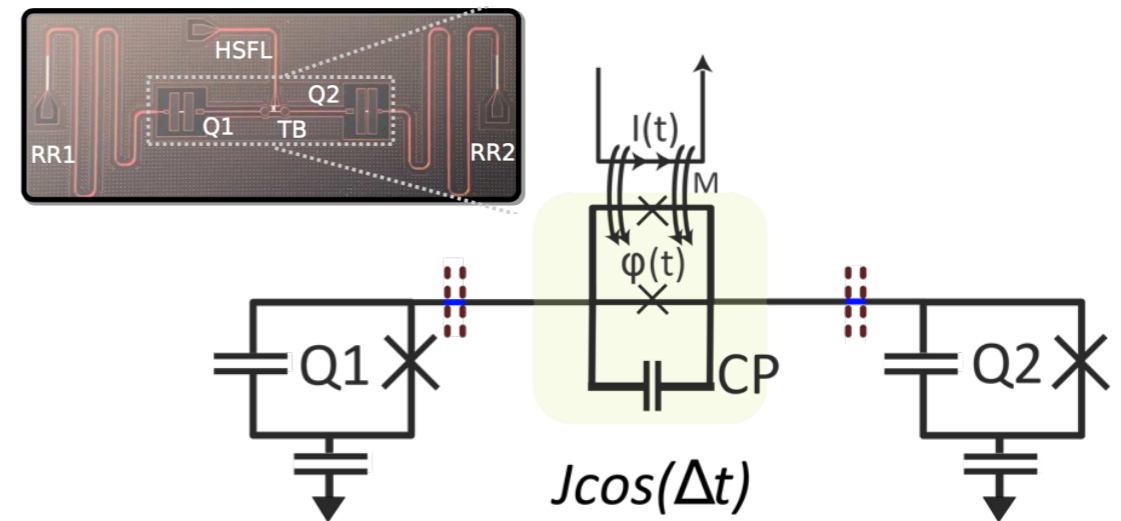 HSFL
Q2
Q1
TB
RR1
RR2
I(t)
M
φ(t)
Q1
CP
Q2
Jcos(Δt)